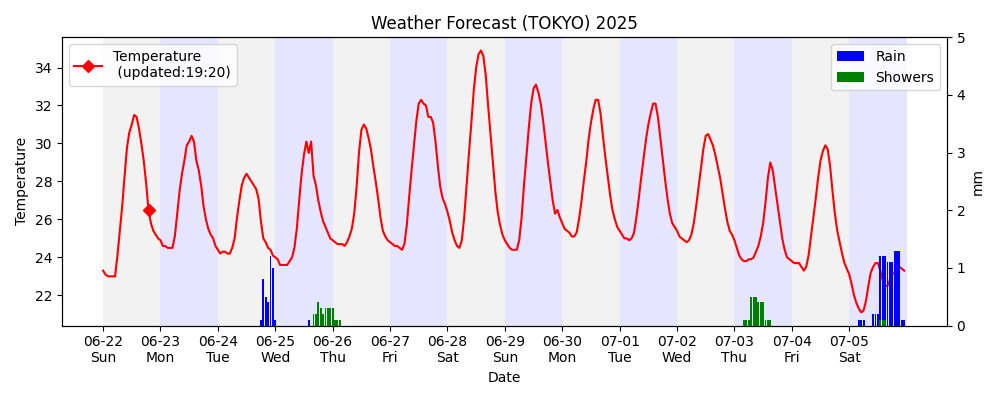 Weather Forecast (TOKYO) 2025
Temperature
(updated:19:20)
Rain
Showers
Temperature
34
32
30
28
26
24
22
5
4
3
2
1
0
mm
06-22 06-23 06-24 06-25 06-26 06-27 06-28 06-29 06-30 07-01 07-02 07-03 07-04 07-05
Sun Mon Tue Wed Thu Fri Sat Sun Mon Tue Wed Thu Fri Sat
Date